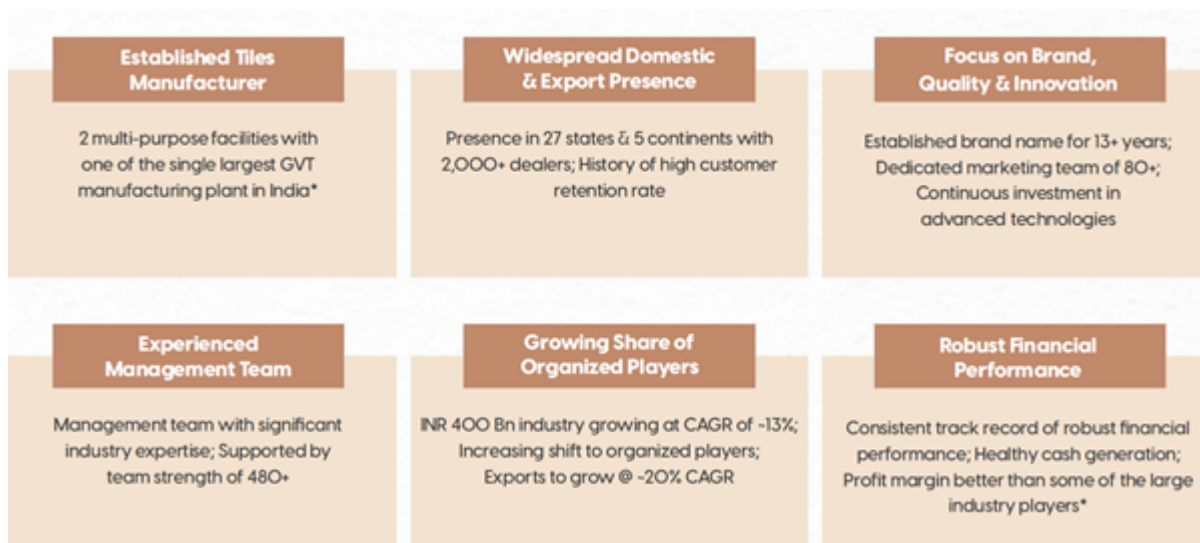 Established Tiles
Manufacturer
2 multi-purpose facilities with
one of the single largest GVT
manufacturing plant in India*
Widespread Domestic
& Export Presence
Presence in 27 states & 5 continents with
2,000+ dealers; History of high customer
retention rate
Focus on Brand,
Quality & Innovation
Established brand name for 13+ years;
Dedicated marketing team of 80+;
Continuous investment in
advanced technologies
Experienced
Management Team
Management team with significant
industry expertise; Supported by
team strength of 480+
Growing Share of
Organized Players
INR 400 Bn industry growing at CAGR of ~13%;
Increasing shift to organized players;
Exports to grow @ ~20% CAGR
Robust Financial
Performance
Consistent track record of robust financial
performance; Healthy cash generation;
Profit margin better than some of the large
industry players*